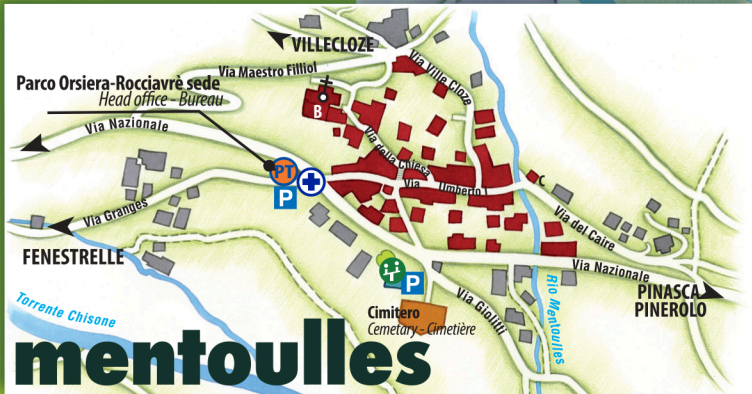 VILLECLOZE
Via Maestro Filliol
Via Ville Cloze
Parco Orsiera-Rocciavrè sede
Head office - Bureau
B
Via Nazionale
Via della Chiesa
PT
P
Via Umberto I
C
Via Granges
Via del Caire
FENESTRELLE
Via Nazionale
P
Rio Mentoulles
PINASCA
PINEROLO
Via Giolitti
Torrente Chisone
Cimitero
Cemetary - Cimetière
mentoulles